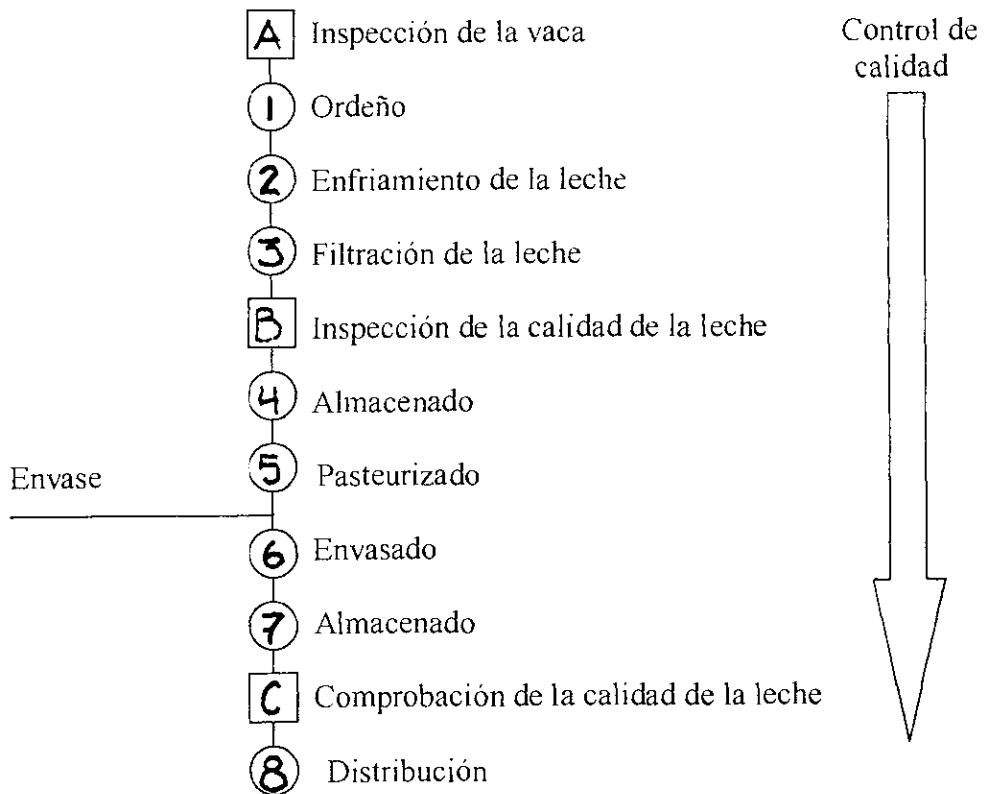 A Inspección de la vaca
Control de
calidad
1 Ordeño
2 Enfriamiento de la leche
3 Filtración de la leche
B Inspección de la calidad de la leche
4 Almacenado
5 Pasteurizado
Envase
6 Envasado
7 Almacenado
C Comprobación de la calidad de la leche
8 Distribución